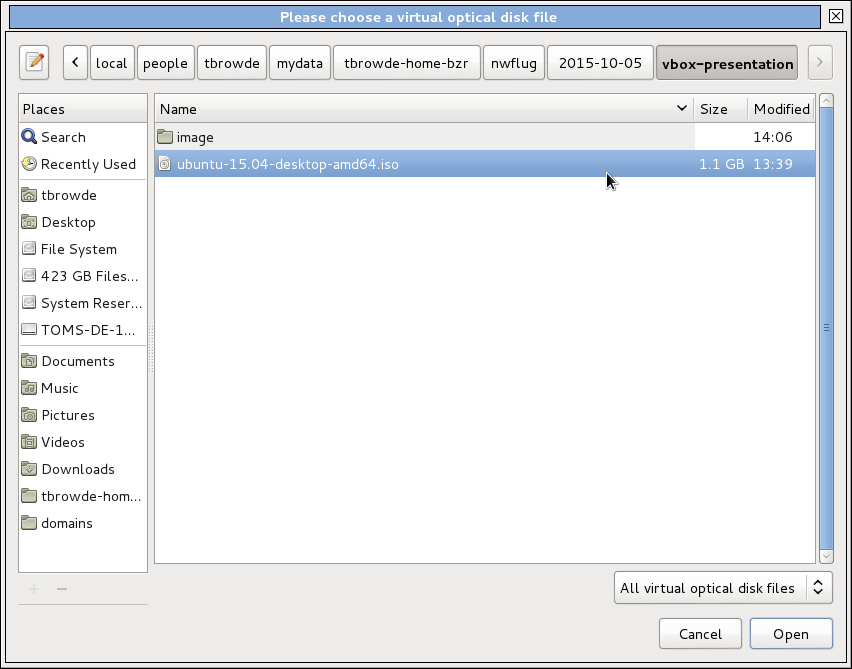 Please choose a virtual optical disk file
local people tbrowde mydata tbrowde-home-bzr nwflug 2015-10-05 vbox-presentation
Places
Search
Recently Used
tbrowde
Desktop
File System
423 GB Files...
System Reser...
TOMS-DE-1...
Documents
Music
Pictures
Videos
Downloads
tbrowde-hom...
domains
Name Size Modified
image 14:06
ubuntu-15.04-desktop-amd64.iso 1.1 GB 13:39
All virtual optical disk files
Cancel Open